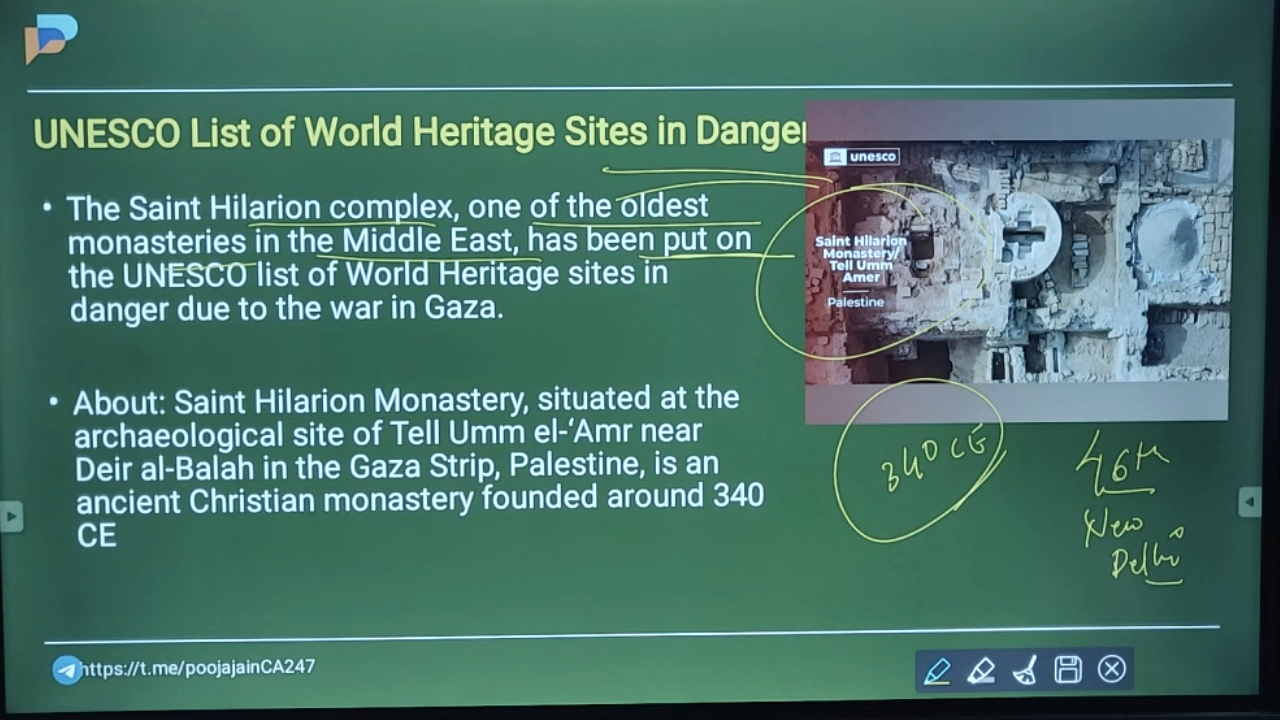 UNESCO List of World Heritage Sites in Danger
• The Saint Hilarion complex, one of the oldest
monasteries in the Middle East, has been put on
the UNESCO list of World Heritage sites in
danger due to the war in Gaza.
unesco
Saint Hilarion
Monastery/
Tell Umm
Amer
Palestine
• About: Saint Hilarion Monastery, situated at the
archaeological site of Tell Umm el-‘Amr near
Deir al-Balah in the Gaza Strip, Palestine, is an
ancient Christian monastery founded around 340
CE
340 CE
46th
New
Delhi
https://t.me/poojajainCA247